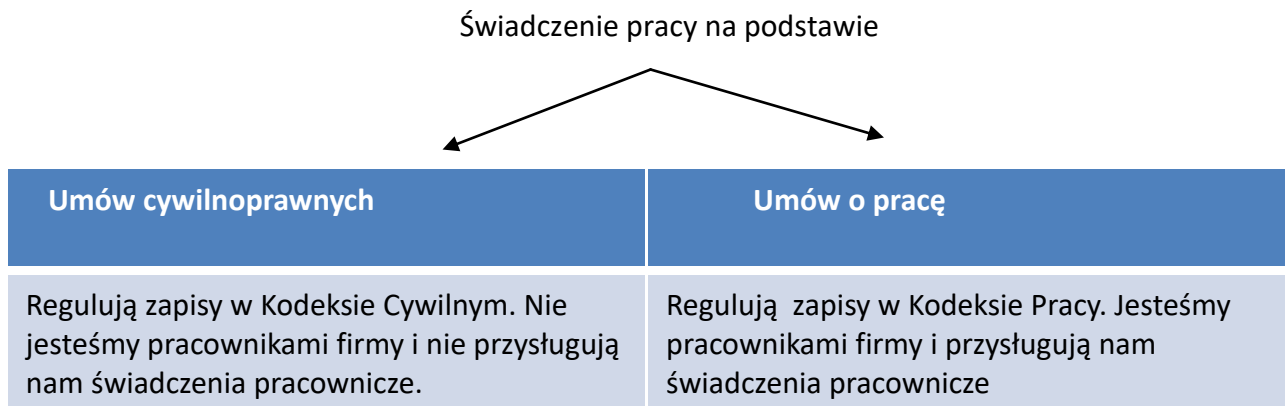 Świadczenie pracy na podstawie
Umów cywilnoprawnych
Umów o pracę
Regulują zapisy w Kodeksie Cywilnym. Nie
jesteśmy pracownikami firmy i nie przysługują
nam świadczenia pracownicze.
Regulują zapisy w Kodeksie Pracy. Jesteśmy
pracownikami firmy i przysługują nam
świadczenia pracownicze